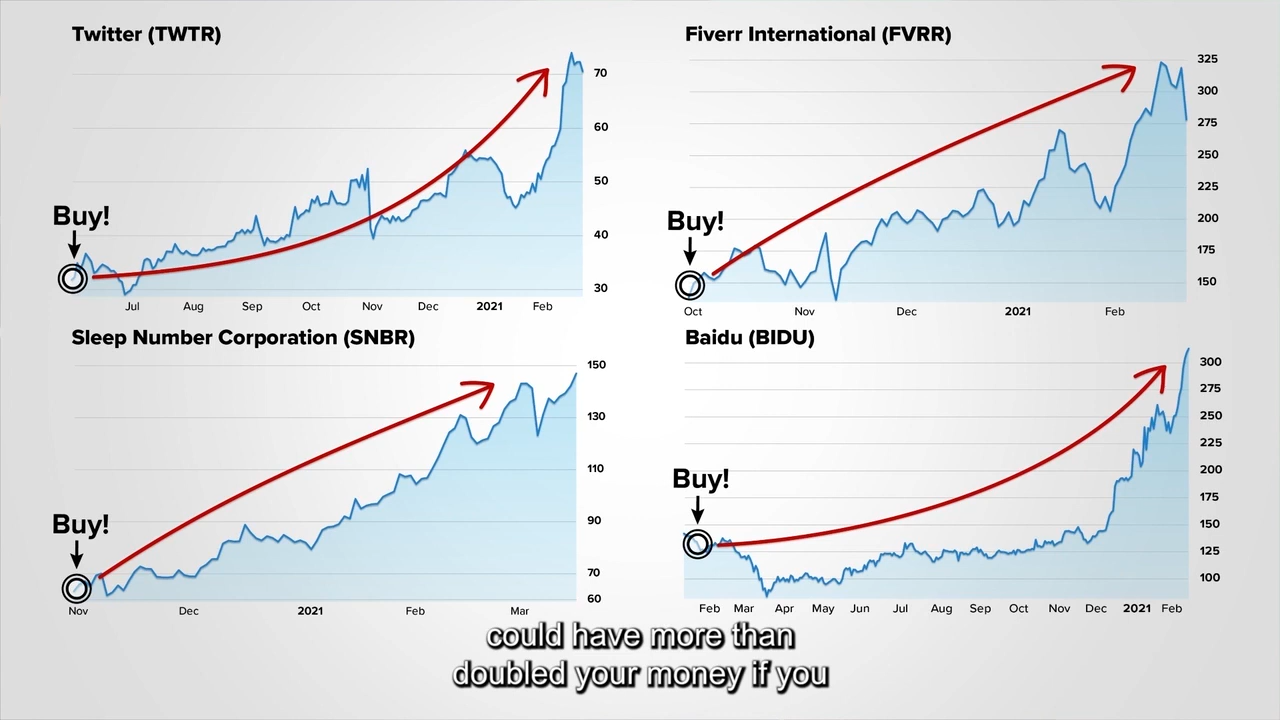 Twitter (TWTR)
70
60
50
40
30
Buy!
Jul Aug Sep Oct Nov Dec 2021 Feb
Fiverr International (FVRR)
325
300
275
250
225
200
175
150
Buy!
Oct Nov Dec 2021 Feb
Sleep Number Corporation (SNBR)
150
130
110
90
70
60
Buy!
Nov Dec 2021 Feb Mar
Baidu (BIDU)
300
275
250
225
200
175
150
125
100
Buy!
Feb Mar Apr May Jun Jul Aug Sep Oct Nov Dec 2021 Feb
could have more than
doubled your money if you